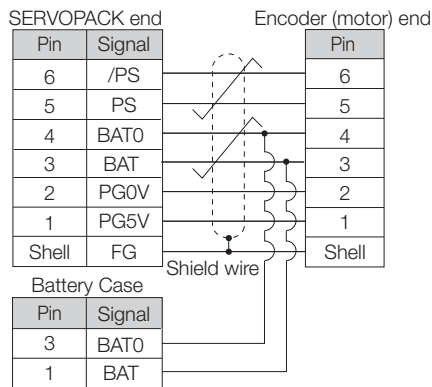 SERVOPACK end Encoder (motor) end
Pin Signal Pin
6 /PS 6
5 PS 5
4 BAT0 4
3 BAT 3
2 PG0V 2
1 PG5V 1
Shell FG Shell
Shield wire
Battery Case
Pin Signal
3 BAT0
1 BAT